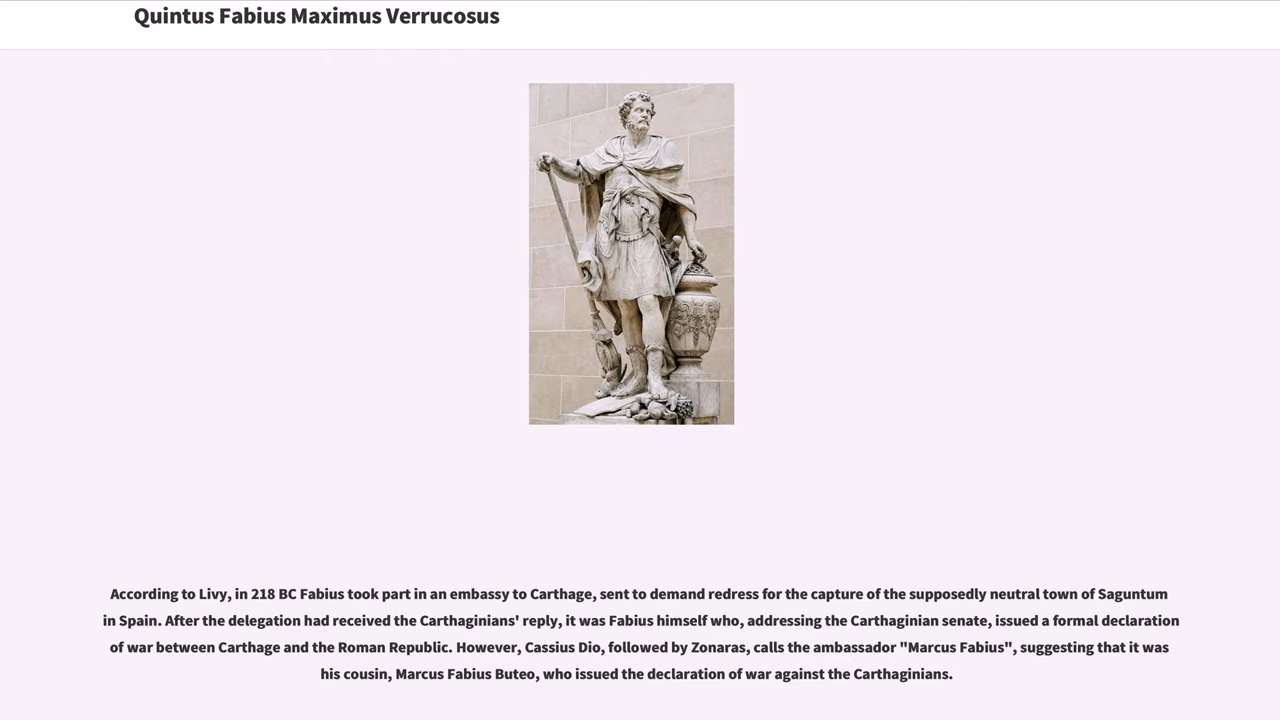 Quintus Fabius Maximus Verrucosus
According to Livy, in 218 BC Fabius took part in an embassy to Carthage, sent to demand redress for the capture of the supposedly neutral town of Saguntum
in Spain. After the delegation had received the Carthaginians' reply, it was Fabius himself who, addressing the Carthaginian senate, issued a formal declaration
of war between Carthage and the Roman Republic. However, Cassius Dio, followed by Zonaras, calls the ambassador "Marcus Fabius", suggesting that it was
his cousin, Marcus Fabius Buteo, who issued the declaration of war against the Carthaginians.